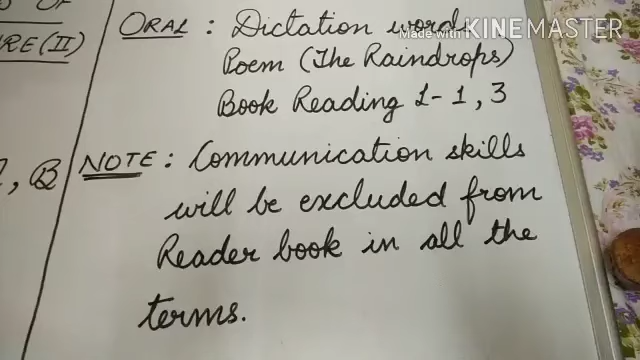 OF
RE(II)
ORAL : Dictation words
Made with KINEMASTER
Poem (The Raindrops)
Book Reading L-1, 3
, B
NOTE : Communication skills
will be excluded from
Reader book in all the
terms.